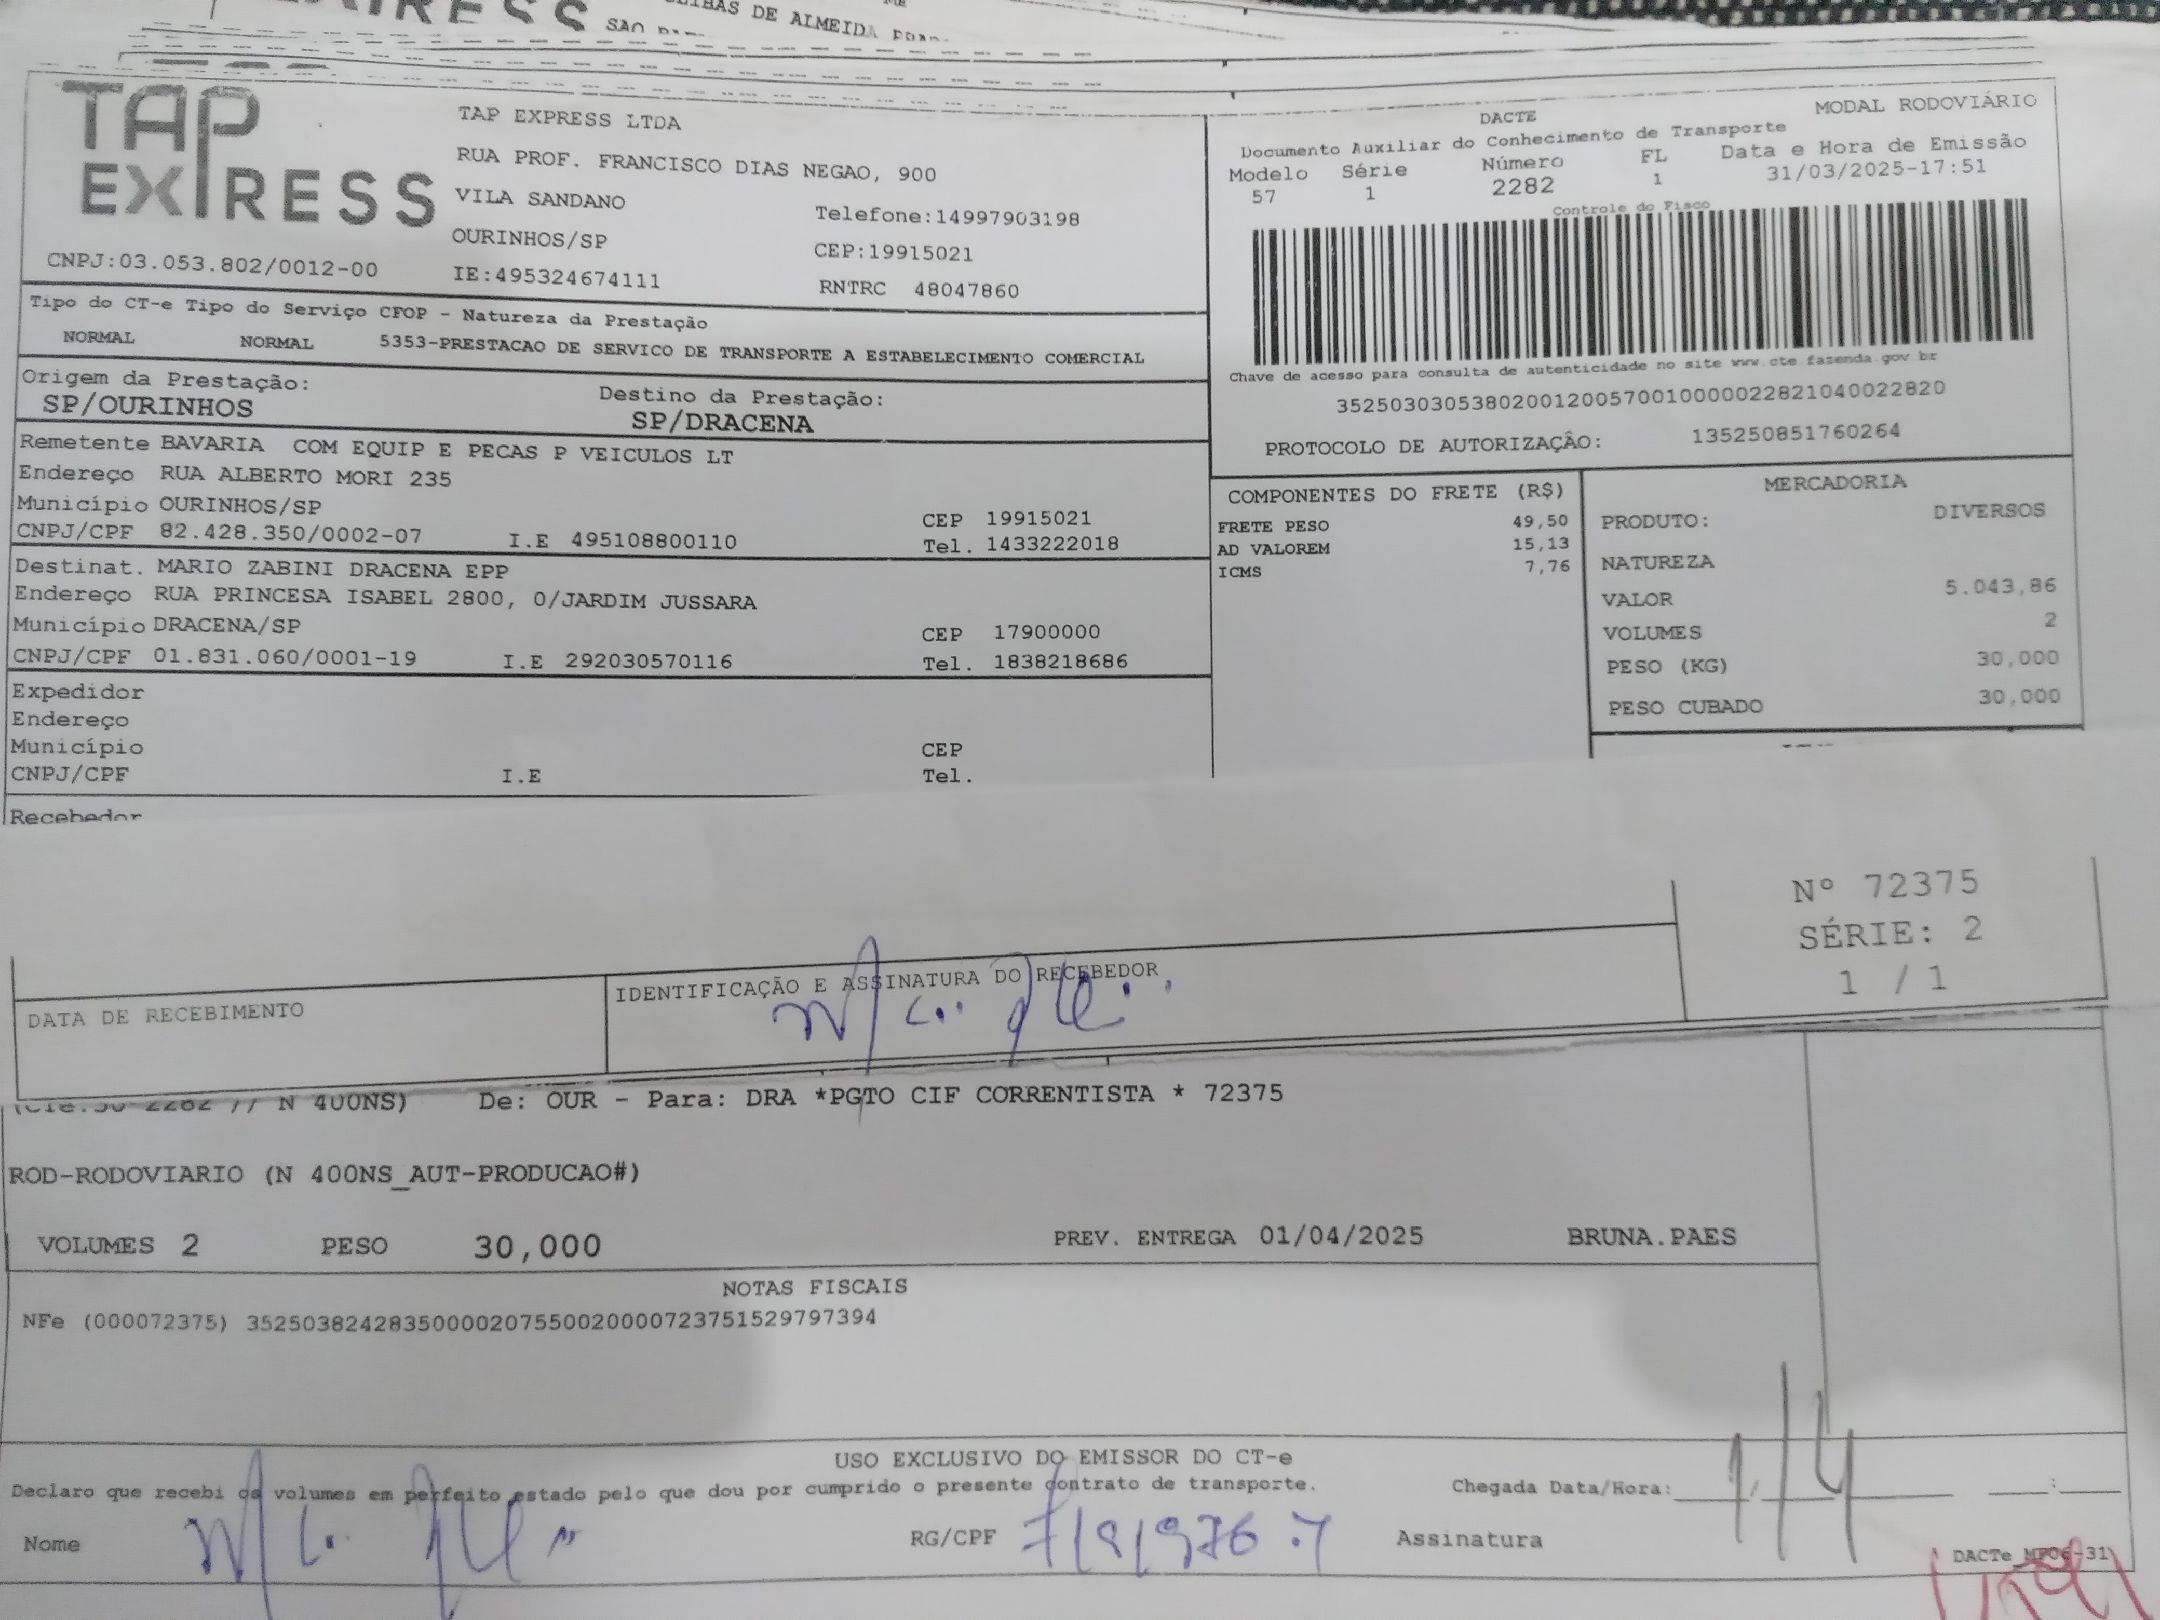 EXPRESS
DE ALMEIDA
TAP
EXPRESS
TAP EXPRESS LTDA
RUA PROF. FRANCISCO DIAS NEGAO, 900
VILA SANDANO
Telefone:14997903198
OURINHOS/SP
CEP:19915021
CNPJ:03.053.802/0012-00
IE:495324674111
RNTRC 48047860
DACTE
MODAL RODOVIÁRIO
Documento Auxiliar do Conhecimento de Transporte
Modelo Série Número FL Data e Hora de Emissão
57 1 2282 1 31/03/2025-17:51
Controle do Fisco
Chave de acesso para consulta de autenticidade no site www.cte.fazenda.gov.br
35250303053802001200570010000022821040022820
PROTOCOLO DE AUTORIZAÇÃO: 135250851760264
Tipo do CT-e Tipo do Serviço CFOP - Natureza da Prestação
NORMAL NORMAL 5353-PRESTACAO DE SERVICO DE TRANSPORTE A ESTABELECIMENTO COMERCIAL
Origem da Prestação: Destino da Prestação:
SP/OURINHOS SP/DRACENA
Remetente BAVARIA COM EQUIP E PECAS P VEICULOS LT
Endereço RUA ALBERTO MORI 235
Município OURINHOS/SP CEP 19915021
CNPJ/CPF 82.428.350/0002-07 I.E 495108800110 Tel. 1433222018
Destinat. MARIO ZABINI DRACENA EPP
Endereço RUA PRINCESA ISABEL 2800, 0/JARDIM JUSSARA
Município DRACENA/SP CEP 17900000
CNPJ/CPF 01.831.060/0001-19 I.E 292030570116 Tel. 1838218686
Expedidor
Endereço
Município CEP
CNPJ/CPF I.E Tel.
Recebedor
COMPONENTES DO FRETE (R$)
FRETE PESO 49,50
AD VALOREM 15,13
ICMS 7,76
MERCADORIA
PRODUTO: DIVERSOS
NATUREZA
VALOR 5.043,86
VOLUMES 2
PESO (KG) 30,000
PESO CUBADO 30,000
Nº 72375
SÉRIE: 2
1 / 1
DATA DE RECEBIMENTO
IDENTIFICAÇÃO E ASSINATURA DO RECEBEDOR
2282 // N 400NS) De: OUR - Para: DRA *PGTO CIF CORRENTISTA * 72375
ROD-RODOVIARIO (N 400NS_AUT-PRODUCAO#)
VOLUMES 2 PESO 30,000 PREV. ENTREGA 01/04/2025 BRUNA.PAES
NOTAS FISCAIS
NFe (000072375) 35250382428350000207550020000723751529797394
USO EXCLUSIVO DO EMISSOR DO CT-e
Declaro que recebi os volumes em perfeito estado pelo que dou por cumprido o presente contrato de transporte.
Chegada Data/Hora: 1/4
Nome RG/CPF Assinatura
DACTe_MP06-31